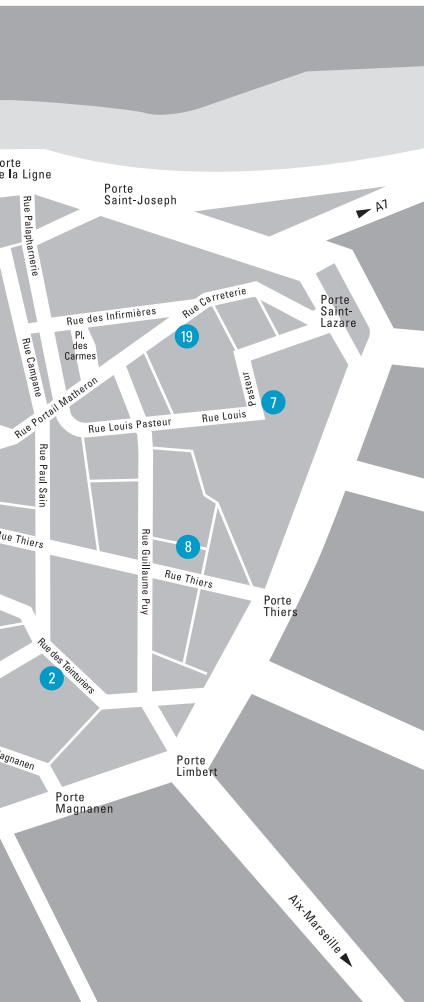 orte
e la Ligne
Porte
Saint-Joseph
A7
Rue Palapharnerie
Rue Carreterie
Porte
Saint-
Lazare
Rue des Infirmières
Pl.
des
Carmes
19
Rue Campane
Rue Portail Matheron
Pasteur
7
Rue Louis Pasteur
Rue Louis
Rue Paul Sain
ue Thiers
Rue Guillaume Puy
8
Rue Thiers
Porte
Thiers
Rue des Teinturiers
2
agnanen
Porte
Limbert
Porte
Magnanen
Aix-Marseille